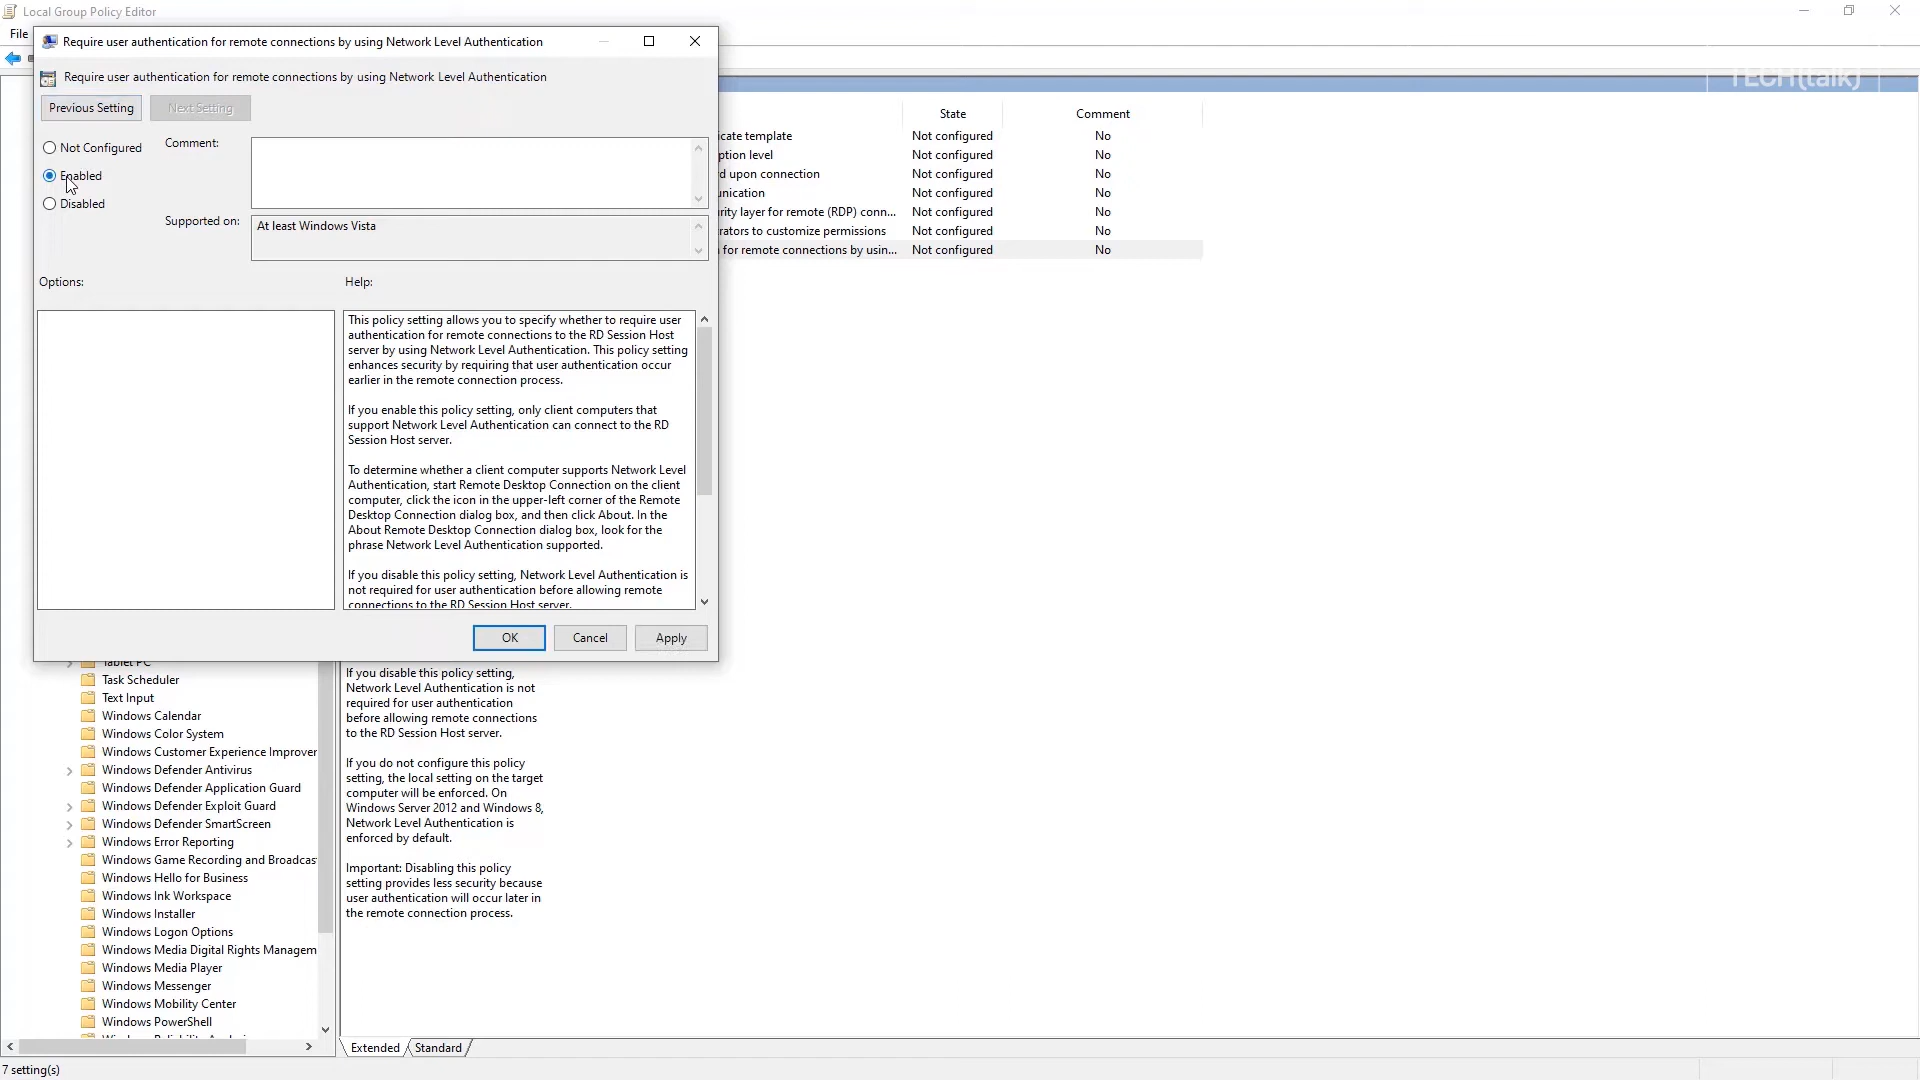 Local Group Policy Editor
File
Require user authentication for remote connections by using Network Level Authentication
Require user authentication for remote connections by using Network Level Authentication
Previous Setting
Next Setting
Not Configured
Enabled
Disabled
Comment:
Supported on:
At least Windows Vista
Options:
Help:
This policy setting allows you to specify whether to require user
authentication for remote connections to the RD Session Host
server by using Network Level Authentication. This policy setting
enhances security by requiring that user authentication occur
earlier in the remote connection process.
If you enable this policy setting, only client computers that
support Network Level Authentication can connect to the RD
Session Host server.
To determine whether a client computer supports Network Level
Authentication, start Remote Desktop Connection on the client
computer, click the icon in the upper-left corner of the Remote
Desktop Connection dialog box, and then click About. In the
About Remote Desktop Connection dialog box, look for the
phrase Network Level Authentication supported.
If you disable this policy setting, Network Level Authentication is
not required for user authentication before allowing remote
connections to the RD Session Host server.
OK
Cancel
Apply
TECH(talk)
State
Comment
icate template Not configured No
ption level Not configured No
d upon connection Not configured No
unication Not configured No
rity layer for remote (RDP) conn... Not configured No
rators to customize permissions Not configured No
for remote connections by usin... Not configured No
Tablet PC
Task Scheduler
Text Input
Windows Calendar
Windows Color System
Windows Customer Experience Improver
Windows Defender Antivirus
Windows Defender Application Guard
Windows Defender Exploit Guard
Windows Defender SmartScreen
Windows Error Reporting
Windows Game Recording and Broadcas
Windows Hello for Business
Windows Ink Workspace
Windows Installer
Windows Logon Options
Windows Media Digital Rights Managem
Windows Media Player
Windows Messenger
Windows Mobility Center
Windows PowerShell
If you disable this policy setting,
Network Level Authentication is not
required for user authentication
before allowing remote connections
to the RD Session Host server.
If you do not configure this policy
setting, the local setting on the target
computer will be enforced. On
Windows Server 2012 and Windows 8,
Network Level Authentication is
enforced by default.
Important: Disabling this policy
setting provides less security because
user authentication will occur later in
the remote connection process.
Extended
Standard
7 setting(s)